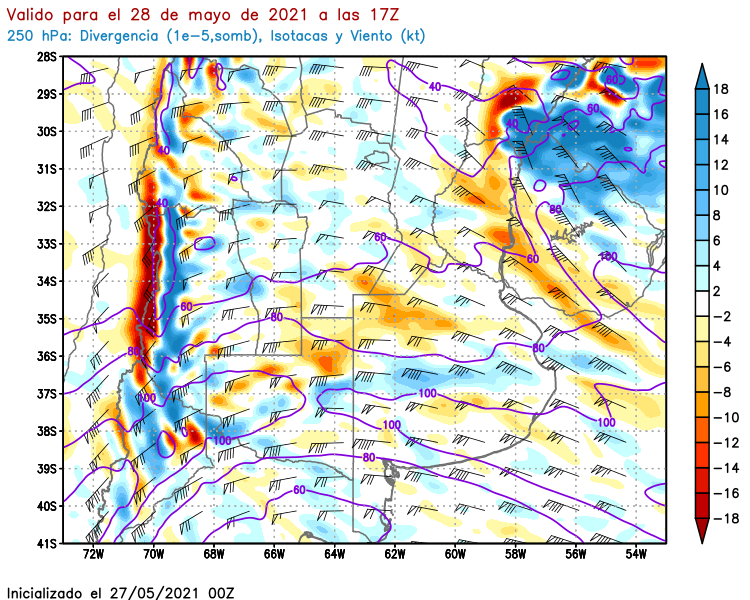 Valido para el 28 de mayo de 2021 a las 17Z
250 hPa: Divergencia (1e-5,somb), Isotacas y Viento (kt)
28S
29S
30S
31S
32S
33S
34S
35S
36S
37S
38S
39S
40S
41S
72W 70W 68W 66W 64W 62W 60W 58W 56W 54W
18
16
14
12
10
8
6
4
2
-2
-4
-6
-8
-10
-12
-14
-16
-18
40
60
60
40
40
40
80
60
100
60
60
80
80
80
100
100
100
100
100
80
60
Inicializado el 27/05/2021 00Z